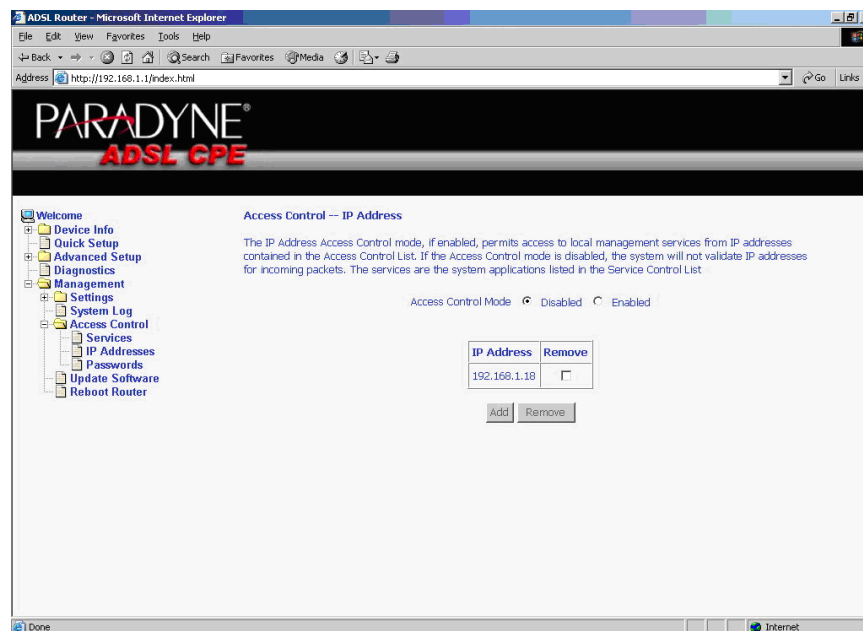 ADSL Router - Microsoft Internet Explorer
File Edit View Favorites Tools Help
Back Search Favorites Media
Address http://192.168.1.1/index.html Go Links
PARADYNE®
ADSL CPE
Welcome
Device Info
Quick Setup
Advanced Setup
Diagnostics
Management
Settings
System Log
Access Control
Services
IP Addresses
Passwords
Update Software
Reboot Router
Access Control -- IP Address
The IP Address Access Control mode, if enabled, permits access to local management services from IP addresses
contained in the Access Control List. If the Access Control mode is disabled, the system will not validate IP addresses
for incoming packets. The services are the system applications listed in the Service Control List
Access Control Mode Disabled Enabled
IP Address Remove
192.168.1.18
Add Remove
Done Internet